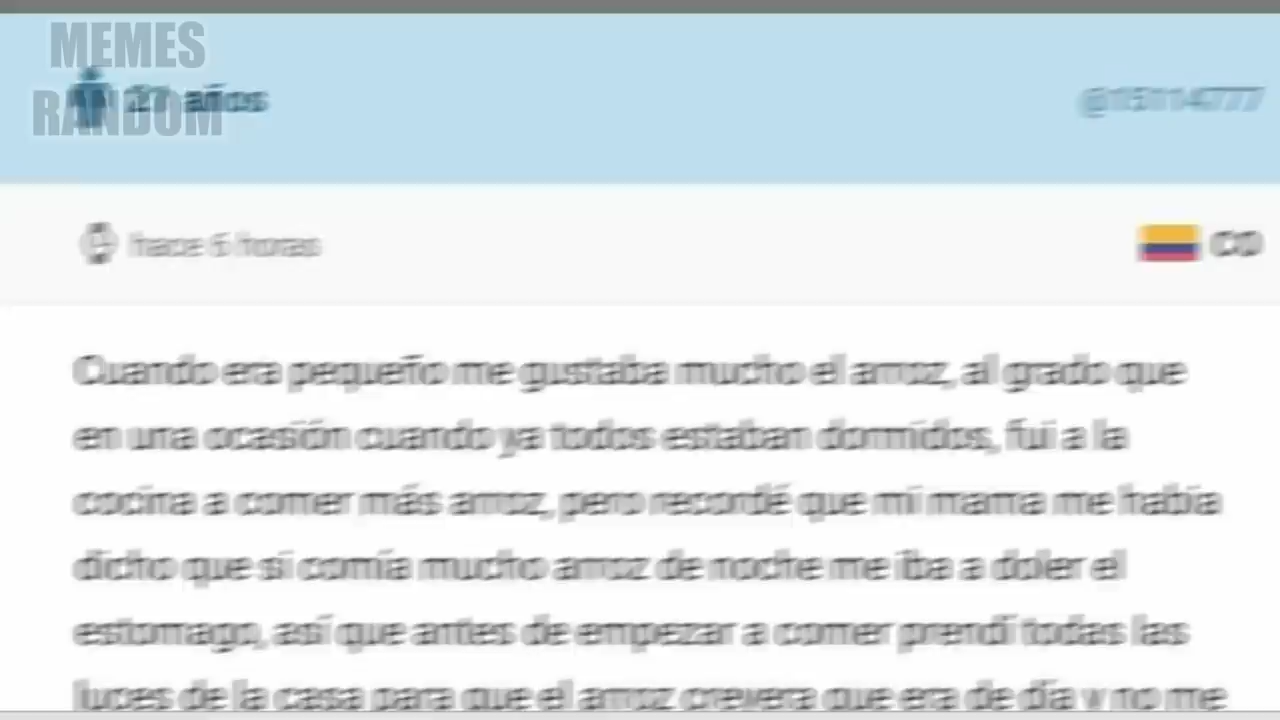 MEMES
RANDOM
27 años
@15114777
hace 6 horas
CO
Cuando era pequeño me gustaba mucho el arroz, al grado que
en una ocasión cuando ya todos estaban dormidos, fui a la
cocina a comer más arroz, pero recordé que mi mama me había
dicho que si comía mucho arroz de noche me iba a doler el
estomago, así que antes de empezar a comer prendí todas las
luces de la casa para que el arroz creyera que era de día y no me